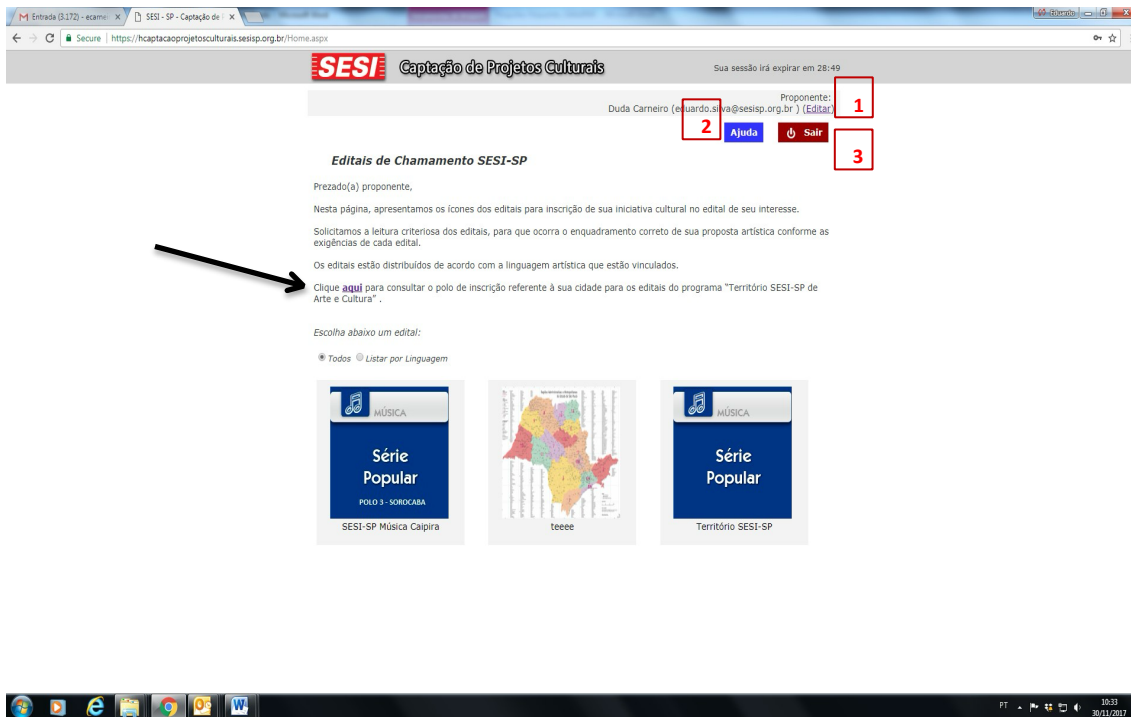 Entrada (3.172) - ecarne
SESI - SP - Captação de
Eduardo
Secure | https://hcaptacaoprojetosculturais.sesisp.org.br/Home.aspx
SESI Captação de Projetos Culturais Sua sessão irá expirar em 28:49
Proponente:
Duda Carneiro (eduardo.silva@sesisp.org.br ) (Editar)
1
2
Ajuda
Sair
3
Editais de Chamamento SESI-SP
Prezado(a) proponente,
Nesta página, apresentamos os ícones dos editais para inscrição de sua iniciativa cultural no edital de seu interesse.
Solicitamos a leitura criteriosa dos editais, para que ocorra o enquadramento correto de sua proposta artística conforme as
exigências de cada edital.
Os editais estão distribuídos de acordo com a linguagem artística que estão vinculados.
Clique aqui para consultar o polo de inscrição referente à sua cidade para os editais do programa "Território SESI-SP de
Arte e Cultura" .
Escolha abaixo um edital:
Todos Listar por Linguagem
MÚSICA
Série
Popular
POLO 3 - SOROCABA
SESI-SP Música Caipira
teeee
MÚSICA
Série
Popular
Território SESI-SP
PT
10:33
30/11/2017